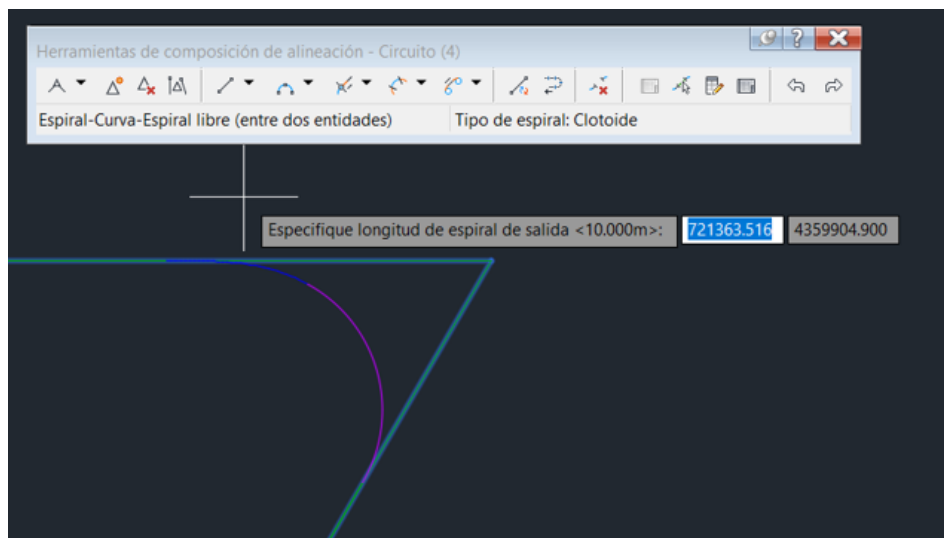 Herramientas de composición de alineación - Circuito (4)
Espiral-Curva-Espiral libre (entre dos entidades) Tipo de espiral: Clotoide
Especifique longitud de espiral de salida <10.000m>: 721363.516 4359904.900